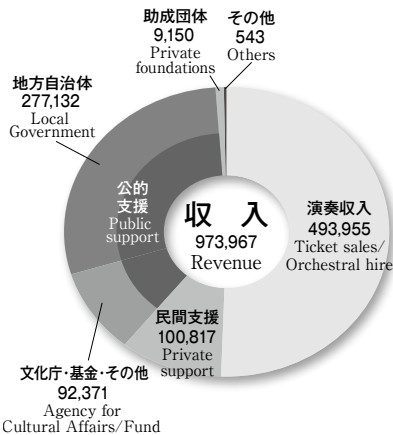 助成団体
9,150
Private
foundations
その他
543
Others
地方自治体
277,132
Local
Government
公的
支援
Public
support
収 入
973,967
Revenue
演奏収入
493,955
Ticket sales/
Orchestral hire
民間支援
100,817
Private
support
文化庁・基金・その他
92,371
Agency for
Cultural Affairs/Fund